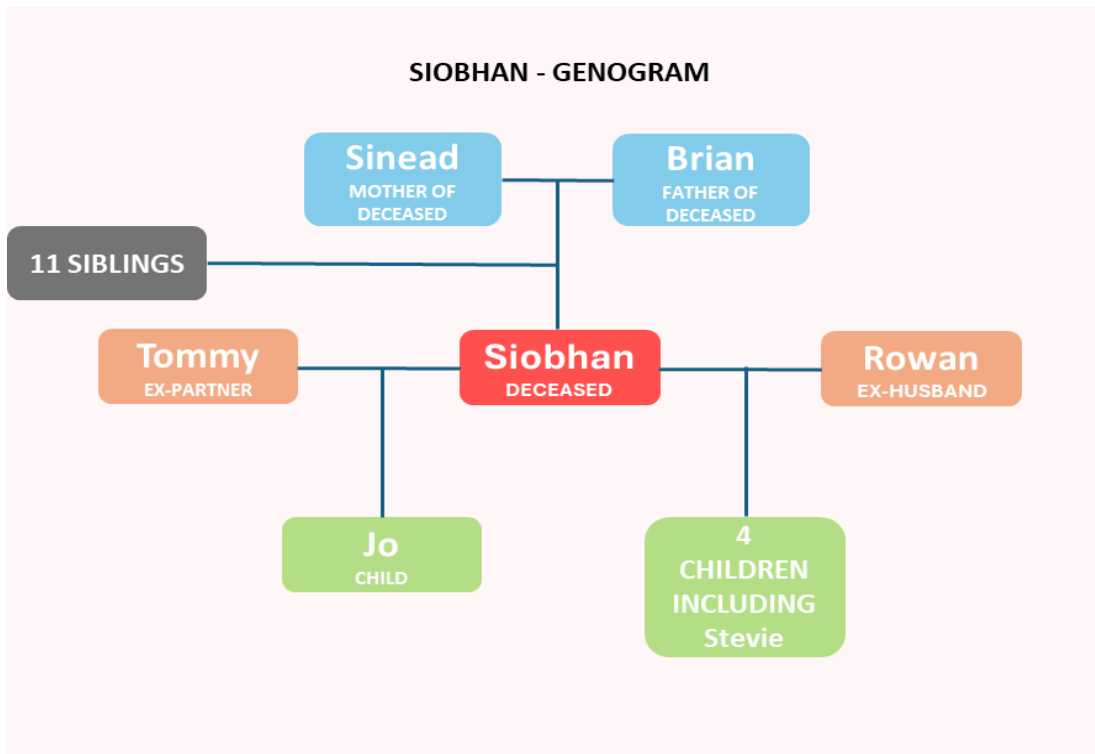 SIOBHAN - GENOGRAM
Sinead
MOTHER OF
DECEASED
Brian
FATHER OF
DECEASED
11 SIBLINGS
Tommy
EX-PARTNER
Siobhan
DECEASED
Rowan
EX-HUSBAND
Jo
CHILD
4
CHILDREN
INCLUDING
Stevie